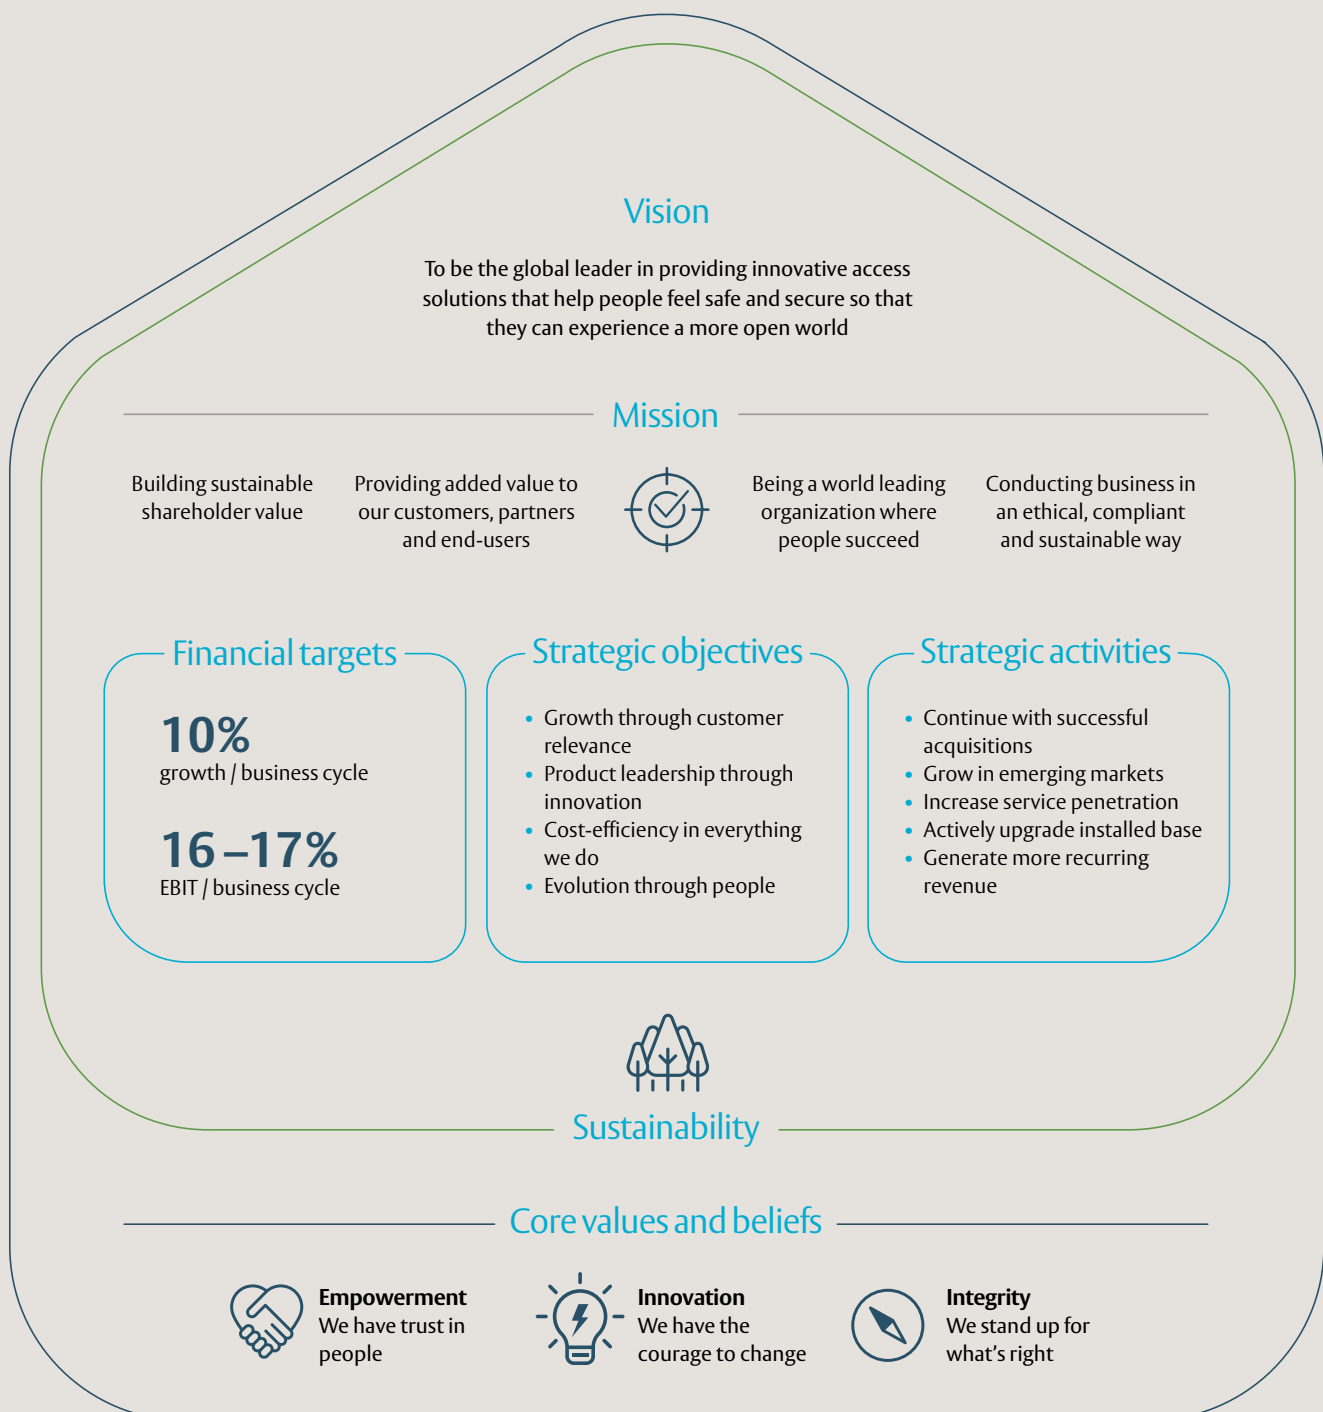 Vision
To be the global leader in providing innovative access
solutions that help people feel safe and secure so that
they can experience a more open world
Mission
Building sustainable
shareholder value
Providing added value to
our customers, partners
and end-users
Being a world leading
organization where
people succeed
Conducting business in
an ethical, compliant
and sustainable way
Financial targets
10%
growth / business cycle
16–17%
EBIT / business cycle
Strategic objectives
• Growth through customer
relevance
• Product leadership through
innovation
• Cost-efficiency in everything
we do
• Evolution through people
Strategic activities
• Continue with successful
acquisitions
• Grow in emerging markets
• Increase service penetration
• Actively upgrade installed base
• Generate more recurring
revenue
Sustainability
Core values and beliefs
Empowerment
We have trust in
people
Innovation
We have the
courage to change
Integrity
We stand up for
what's right